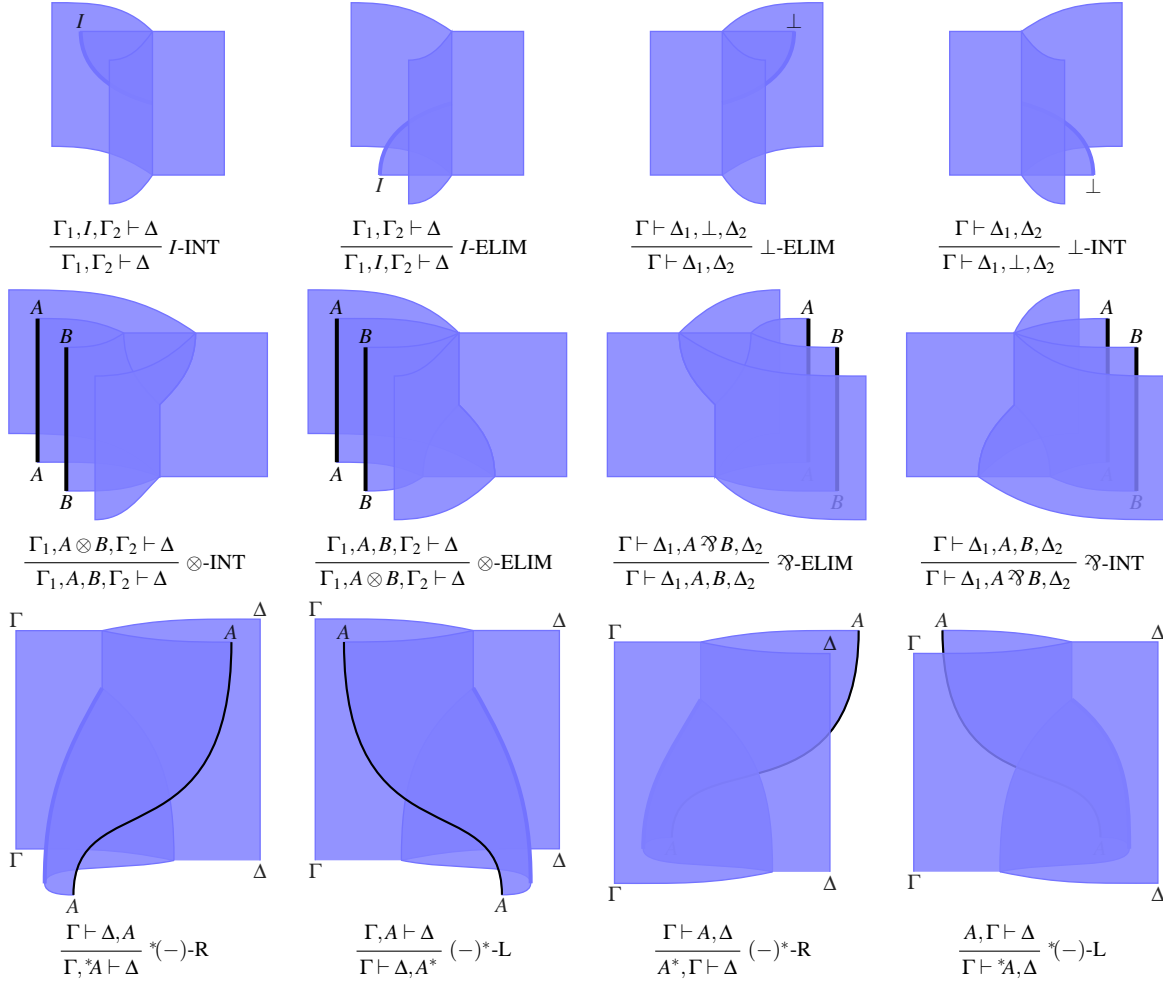 I ⊥
I ⊥
Γ₁, I, Γ₂ ⊢ Δ Γ₁, Γ₂ ⊢ Δ Γ ⊢ Δ₁, ⊥, Δ₂ Γ ⊢ Δ₁, Δ₂
I-INT I-ELIM ⊥-ELIM ⊥-INT
Γ₁, Γ₂ ⊢ Δ Γ₁, I, Γ₂ ⊢ Δ Γ ⊢ Δ₁, Δ₂ Γ ⊢ Δ₁, ⊥, Δ₂
A A A A
B B B B
A A A A
B B B B
Γ₁, A ⊗ B, Γ₂ ⊢ Δ Γ₁, A, B, Γ₂ ⊢ Δ Γ ⊢ Δ₁, A ⅋ B, Δ₂ Γ ⊢ Δ₁, A, B, Δ₂
⊗-INT ⊗-ELIM ⅋-ELIM ⅋-INT
Γ₁, A, B, Γ₂ ⊢ Δ Γ₁, A ⊗ B, Γ₂ ⊢ Δ Γ ⊢ Δ₁, A, B, Δ₂ Γ ⊢ Δ₁, A ⅋ B, Δ₂
Γ A Δ Γ A Δ Γ Δ A Γ A Δ
Γ Δ Γ Δ Γ Δ Γ Δ
A A
Γ ⊢ Δ, A Γ, A ⊢ Δ Γ ⊢ A, Δ A, Γ ⊢ Δ
*(−)-R (−)*-L (−)*-R *(−)-L
Γ, *A ⊢ Δ Γ ⊢ Δ, A* A*, Γ ⊢ Δ Γ ⊢ *A, Δ